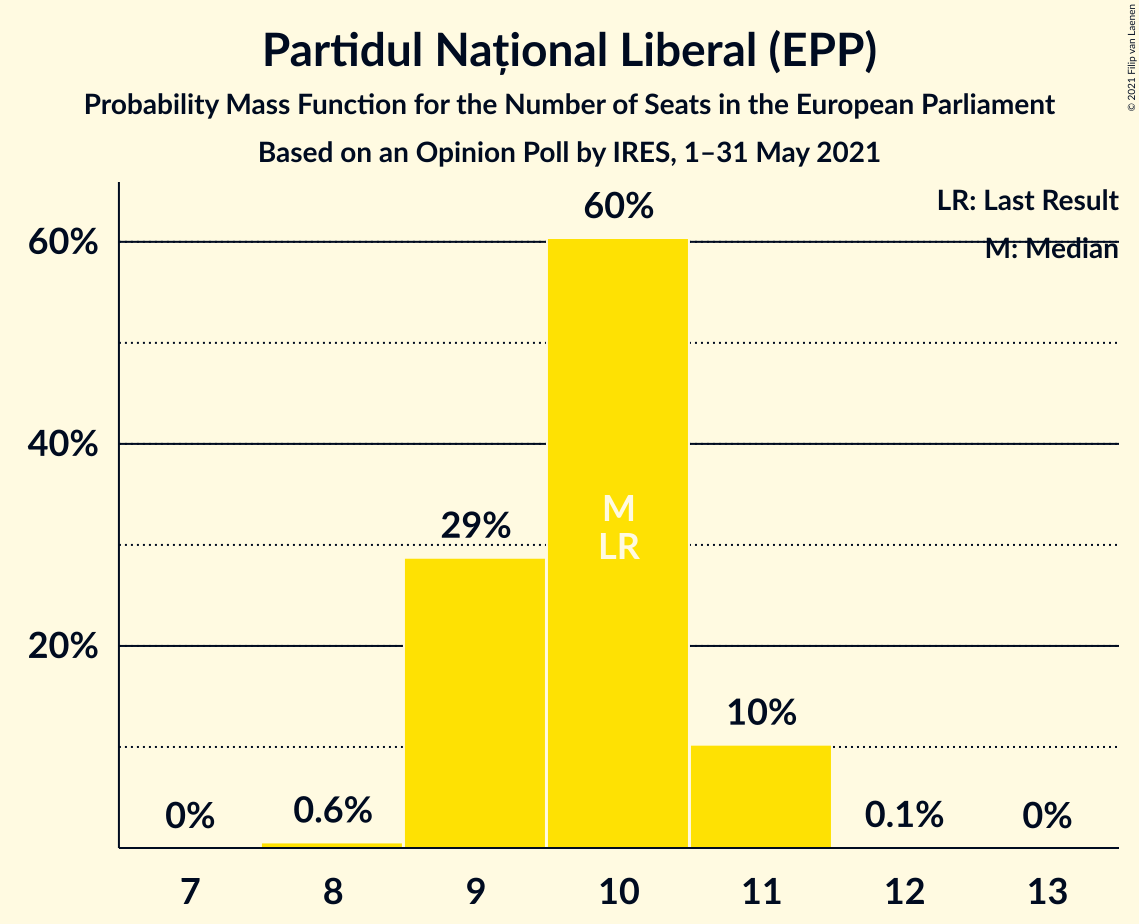 Partidul Național Liberal (EPP)
Probability Mass Function for the Number of Seats in the European Parliament
Based on an Opinion Poll by IRES, 1–31 May 2021
© 2021 Filip van Laenen
LR: Last Result
M: Median
60%
40%
20%
0%
0.6%
29%
60%
M
LR
10%
0.1%
0%
7
8
9
10
11
12
13